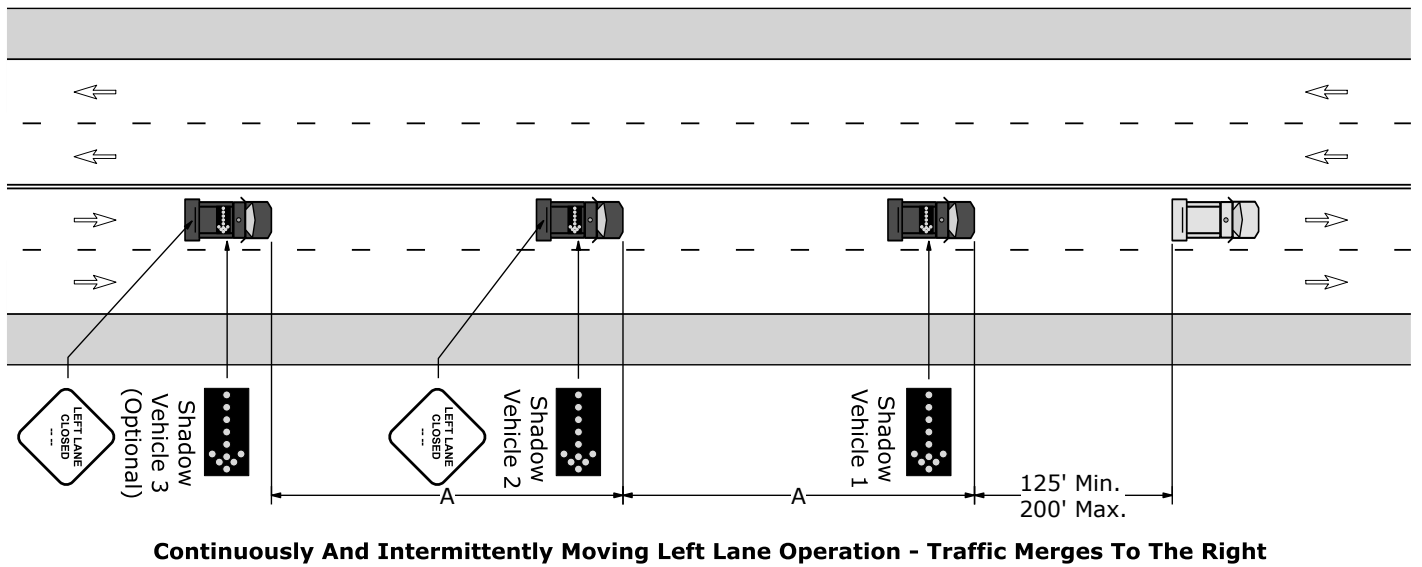 LEFT LANE
CLOSED
-- --
Shadow
Vehicle 3
(Optional)
LEFT LANE
CLOSED
-- --
Shadow
Vehicle 2
Shadow
Vehicle 1
A
A
125' Min.
200' Max.
Continuously And Intermittently Moving Left Lane Operation - Traffic Merges To The Right